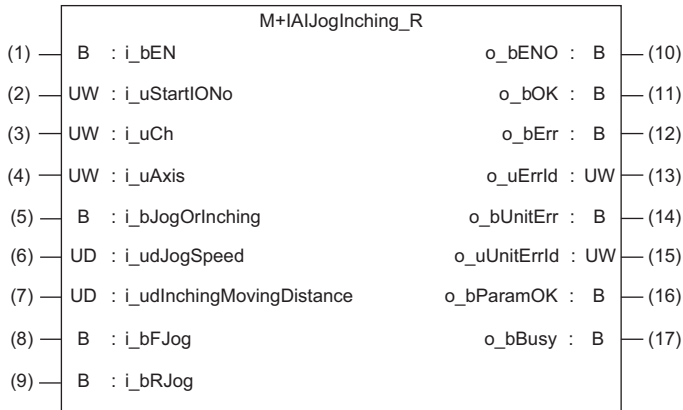 M+IAIJogInching_R
(1) B : i_bEN o_bENO : B (10)
(2) UW : i_uStartIONo o_bOK : B (11)
(3) UW : i_uCh o_bErr : B (12)
(4) UW : i_uAxis o_uErrId : UW (13)
(5) B : i_bJogOrInching o_bUnitErr : B (14)
(6) UD : i_udJogSpeed o_uUnitErrId : UW (15)
(7) UD : i_udInchingMovingDistance o_bParamOK : B (16)
(8) B : i_bFJog o_bBusy : B (17)
(9) B : i_bRJog